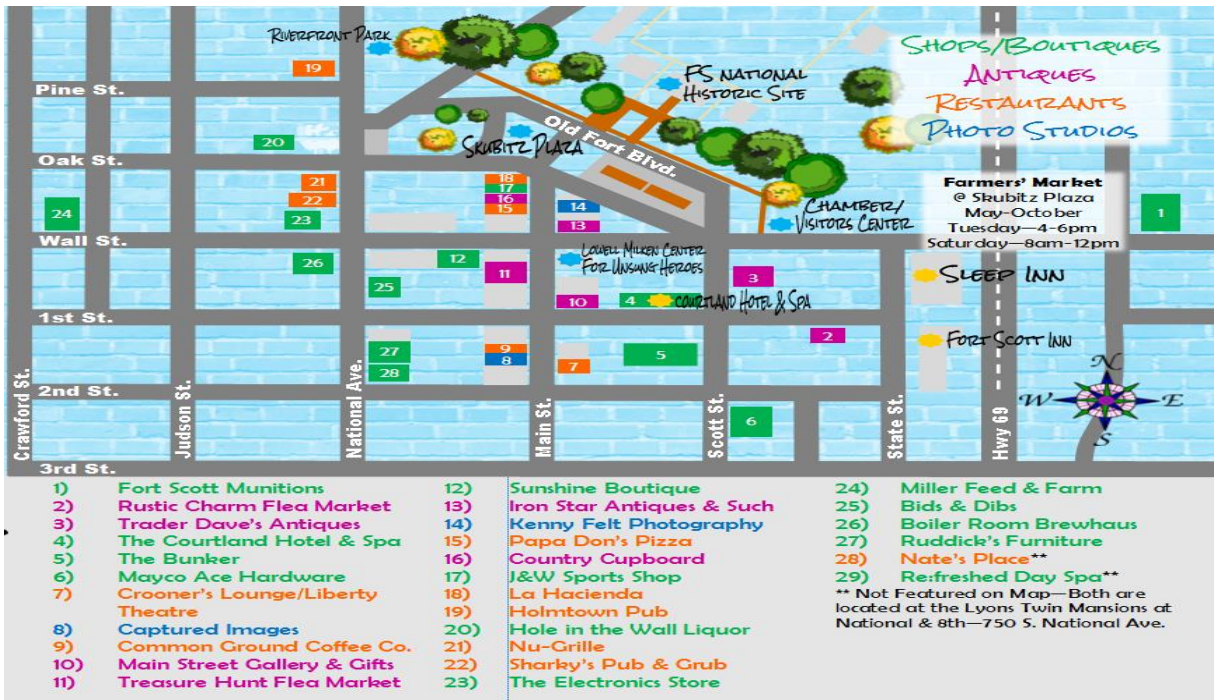 Riverfront Park
19
Pine St.
FS National
Historic Site
Shops/Boutiques
Antiques
Restaurants
Photo Studios
20
Skubitz Plaza
Old Fort Blvd.
Oak St.
21
22
23
24
18
17
16
15
14
13
Chamber/
Visitors Center
Farmers' Market
@ Skubitz Plaza
May-October
Tuesday—4-6pm
Saturday—8am-12pm
1
Wall St.
26
25
12
11
Lowell Milken Center
For Unsung Heroes
10
4
Courtland Hotel & Spa
3
Sleep Inn
1st St.
27
28
9
8
7
5
2
Fort Scott Inn
2nd St.
6
N
W
E
S
Crawford St.
Judson St.
National Ave.
Main St.
Scott St.
State St.
Hwy 69
3rd St.
1) Fort Scott Munitions
2) Rustic Charm Flea Market
3) Trader Dave's Antiques
4) The Courtland Hotel & Spa
5) The Bunker
6) Mayco Ace Hardware
7) Crooner's Lounge/Liberty
Theatre
8) Captured Images
9) Common Ground Coffee Co.
10) Main Street Gallery & Gifts
11) Treasure Hunt Flea Market
12) Sunshine Boutique
13) Iron Star Antiques & Such
14) Kenny Felt Photography
15) Papa Don's Pizza
16) Country Cupboard
17) J&W Sports Shop
18) La Hacienda
19) Holmtown Pub
20) Hole in the Wall Liquor
21) Nu-Grille
22) Sharky's Pub & Grub
23) The Electronics Store
24) Miller Feed & Farm
25) Bids & Dibs
26) Boiler Room Brewhaus
27) Ruddick's Furniture
28) Nate's Place**
29) Re:freshed Day Spa**
** Not Featured on Map—Both are
located at the Lyons Twin Mansions at
National & 8th—750 S. National Ave.